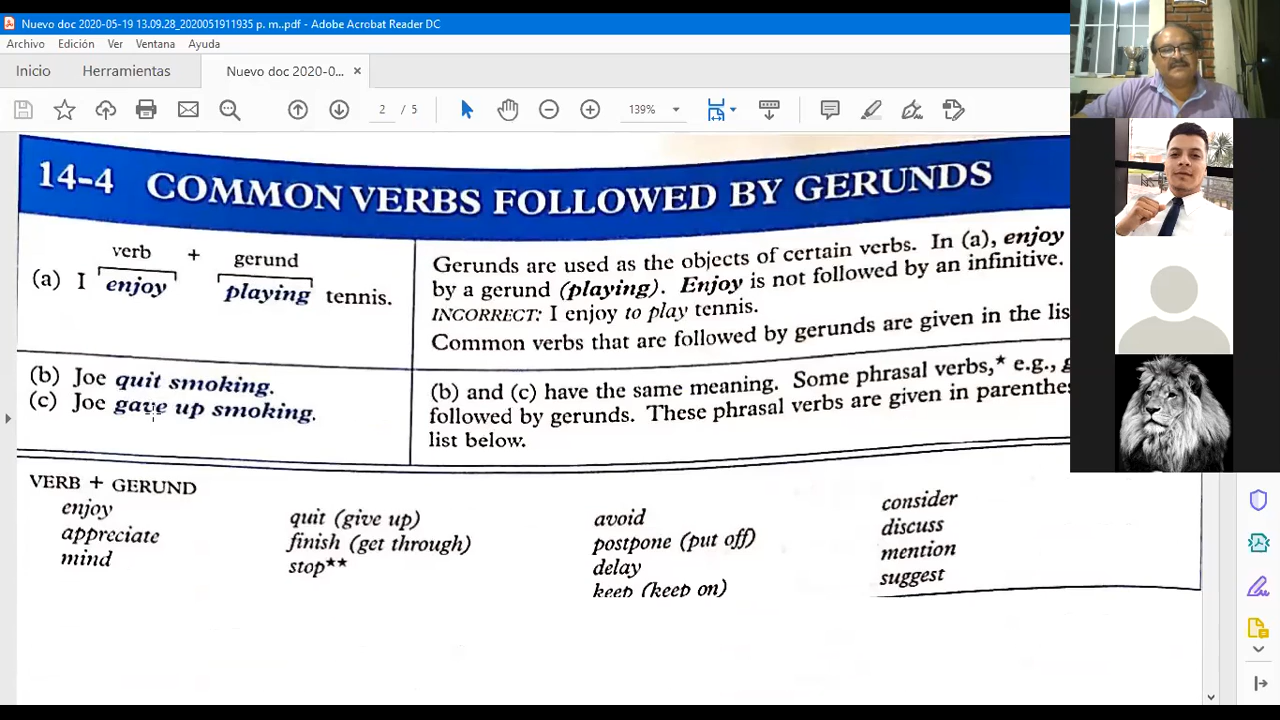 Nuevo doc 2020-05-19 13.09.28_2020051911935 p. m..pdf - Adobe Acrobat Reader DC
Archivo Edición Ver Ventana Ayuda
Inicio Herramientas Nuevo doc 2020-0... ×
2 / 5 139%
14-4 COMMON VERBS FOLLOWED BY GERUNDS
verb + gerund
(a) I enjoy playing tennis.
Gerunds are used as the objects of certain verbs. In (a), enjoy
by a gerund (playing). Enjoy is not followed by an infinitive.
INCORRECT: I enjoy to play tennis.
Common verbs that are followed by gerunds are given in the lis
(b) Joe quit smoking.
(c) Joe gave up smoking.
(b) and (c) have the same meaning. Some phrasal verbs,* e.g., g
followed by gerunds. These phrasal verbs are given in parenthes
list below.
VERB + GERUND
enjoy
appreciate
mind
quit (give up)
finish (get through)
stop**
avoid
postpone (put off)
delay
keep (keep on)
consider
discuss
mention
suggest